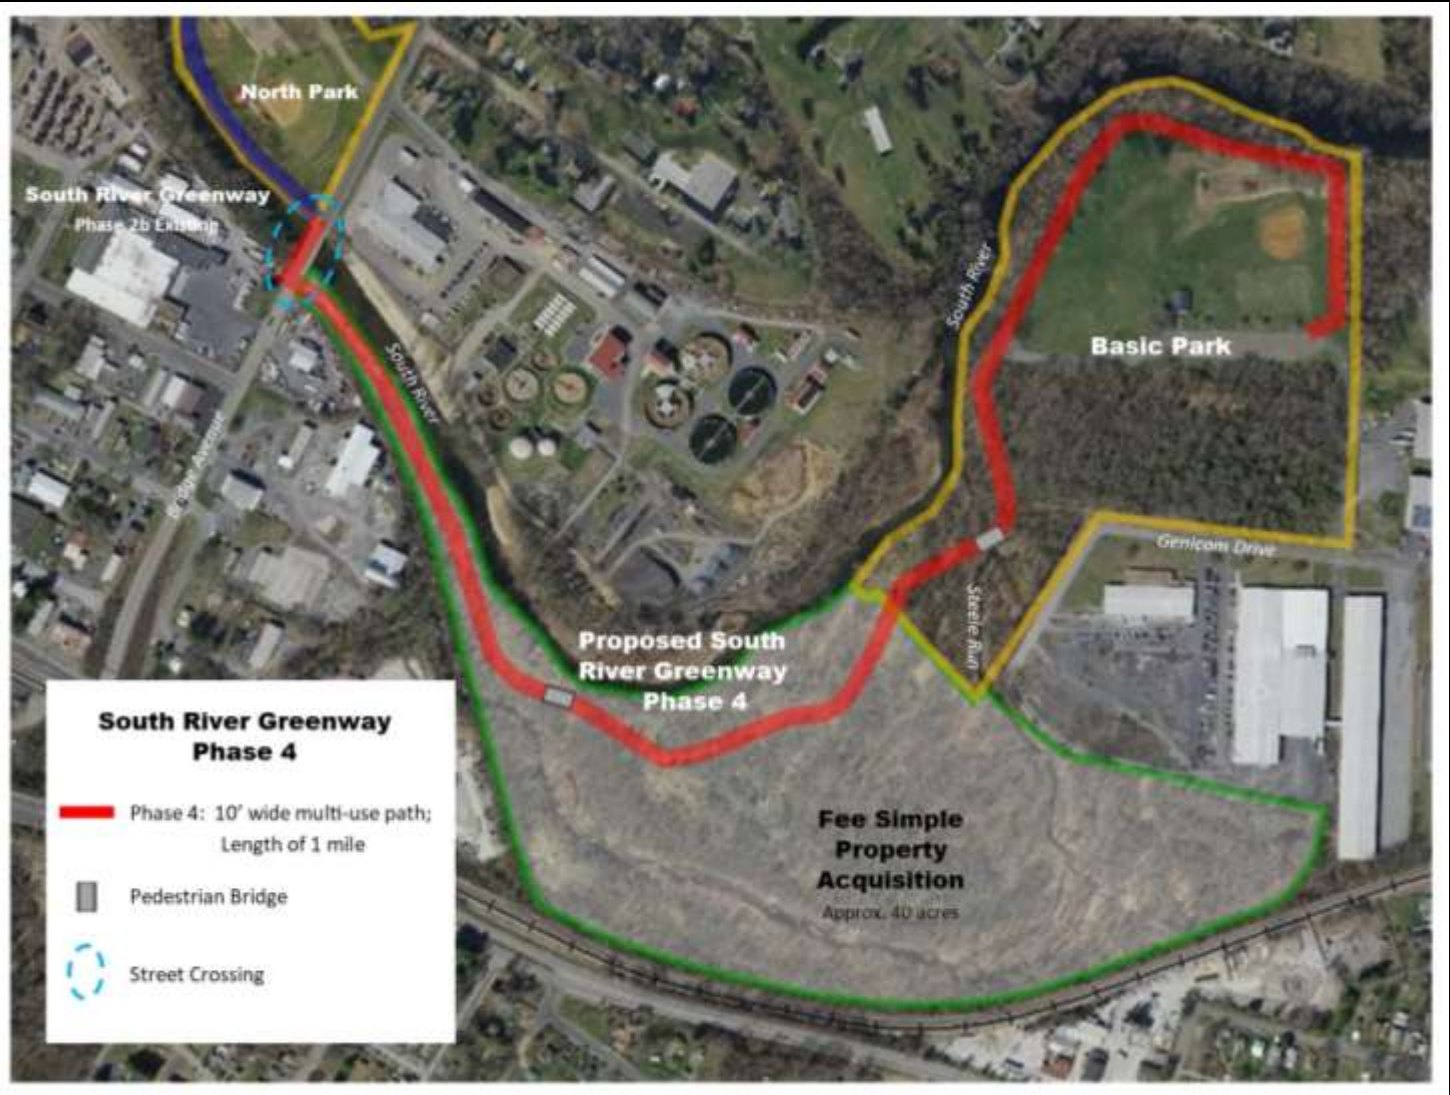 North Park
South River Greenway
Phase 2b Existing
South River
South River
Basic Park
Avenue
Genicom Drive
Steele Run
Proposed South
River Greenway
Phase 4
South River Greenway
Phase 4
Phase 4: 10' wide multi-use path;
Length of 1 mile
Pedestrian Bridge
Street Crossing
Fee Simple
Property
Acquisition
Approx. 40 acres